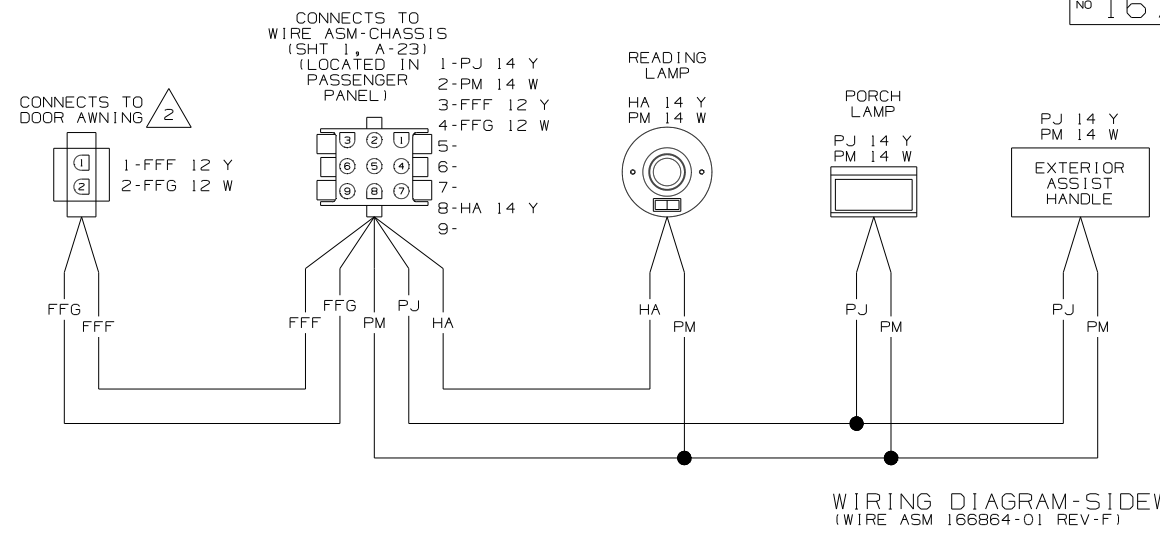 NO
CONNECTS TO
WIRE ASM-CHASSIS
(SHT 1, A-23)
(LOCATED IN
PASSENGER
PANEL)
1-PJ 14 Y
2-PM 14 W
3-FFF 12 Y
4-FFG 12 W
5-
6-
7-
8-HA 14 Y
9-
3 2 1
6 5 4
9 8 7
CONNECTS TO
DOOR AWNING
2
1
2
1-FFF 12 Y
2-FFG 12 W
READING
LAMP
HA 14 Y
PM 14 W
PORCH
LAMP
PJ 14 Y
PM 14 W
PJ 14 Y
PM 14 W
EXTERIOR
ASSIST
HANDLE
FFG
FFF
FFF
FFG
PM
PJ
HA
HA
PM
PJ
PM
PJ
PM
WIRING DIAGRAM-
(WIRE ASM 166864-01 REV-F)